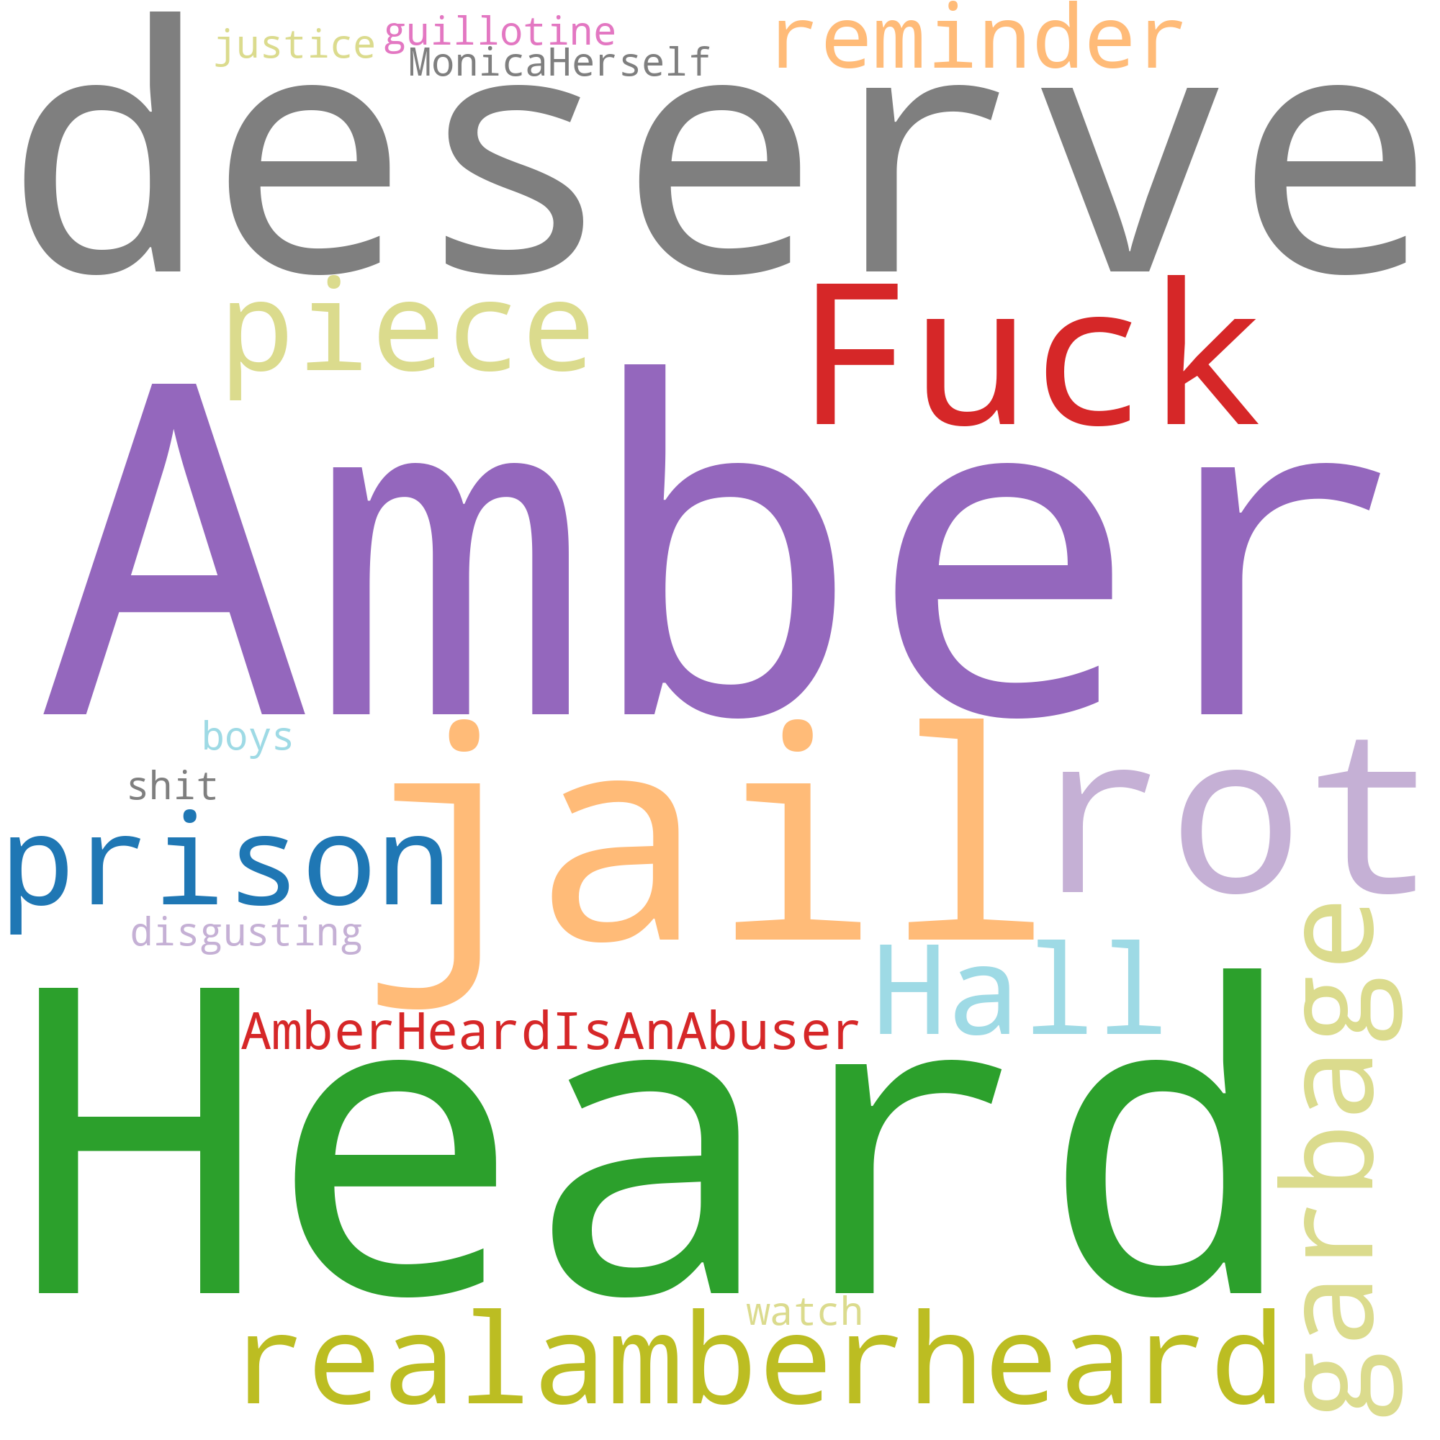 justice
guillotine
reminder
MonicaHerself
deserve
piece
Fuck
Amber
boys
jail
rot
shit
prison
disgusting
Hall
garbage
AmberHeardIsAnAbuser
Heard
watch
realamberheard